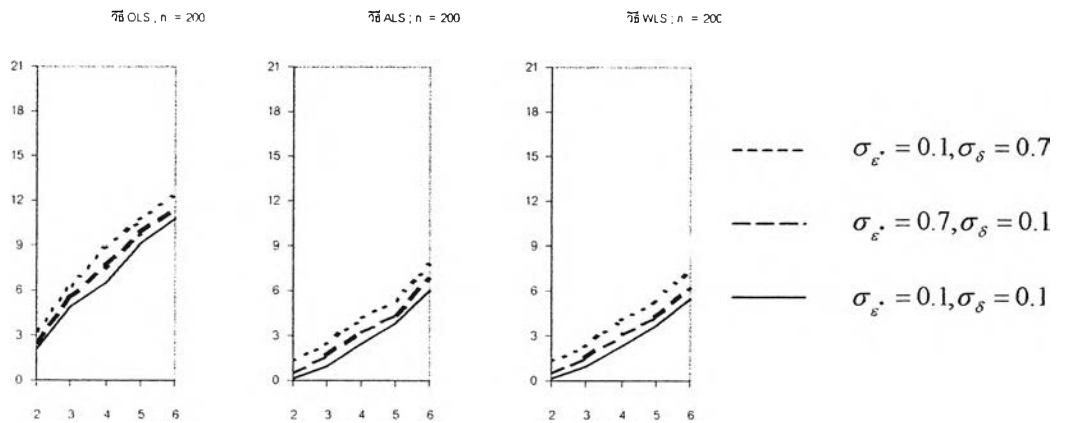 วิธี OLS ; n = 200
วิธี ALS ; n = 200
วิธี WLS ; n = 200
21
18
15
12
9
6
3
0
2 3 4 5 6
21
18
15
12
9
6
3
0
2 3 4 5 6
21
18
15
12
9
6
3
0
2 3 4 5 6
σε* = 0.1, σδ = 0.7
σε* = 0.7, σδ = 0.1
σε* = 0.1, σδ = 0.1